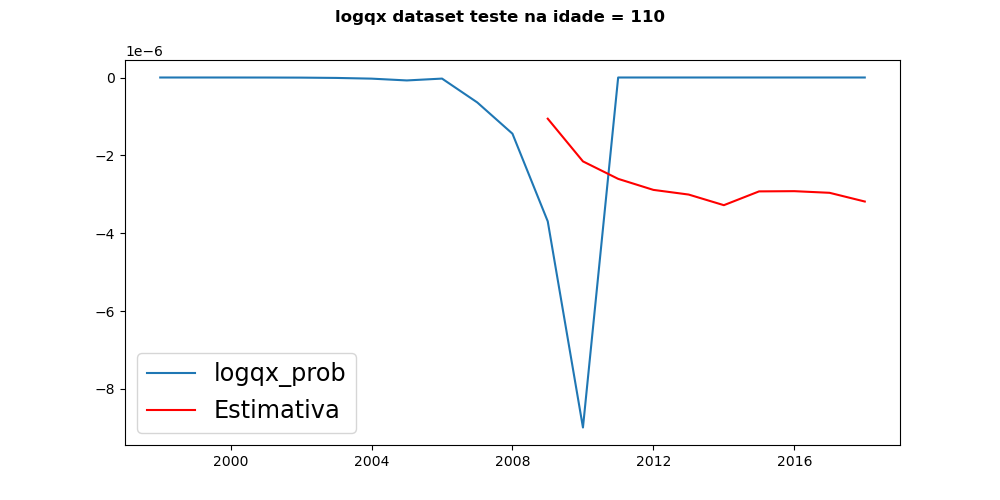 logqx dataset teste na idade = 110
1e−6
0
−2
−4
−6
−8
logqx_prob
Estimativa
2000 2004 2008 2012 2016